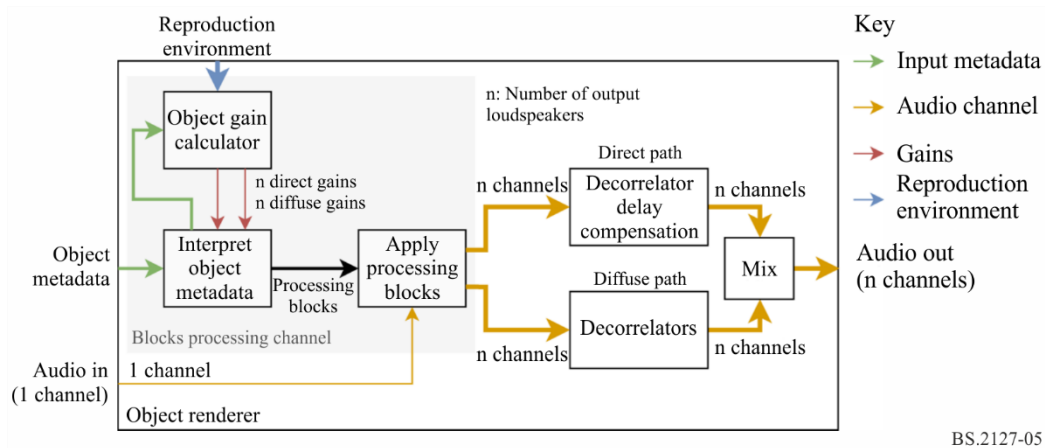 Reproduction
environment
Key
Input metadata
Audio channel
Gains
Reproduction
environment
Object gain
calculator
n: Number of output
loudspeakers
n direct gains
n diffuse gains
Direct path
n channels
Decorrelator
delay
compensation
n channels
Object
metadata
Interpret
object
metadata
Processing
blocks
Apply
processing
blocks
Mix
Audio out
(n channels)
Diffuse path
Decorrelators
n channels
n channels
Blocks processing channel
Audio in
(1 channel)
1 channel
Object renderer
BS.2127-05